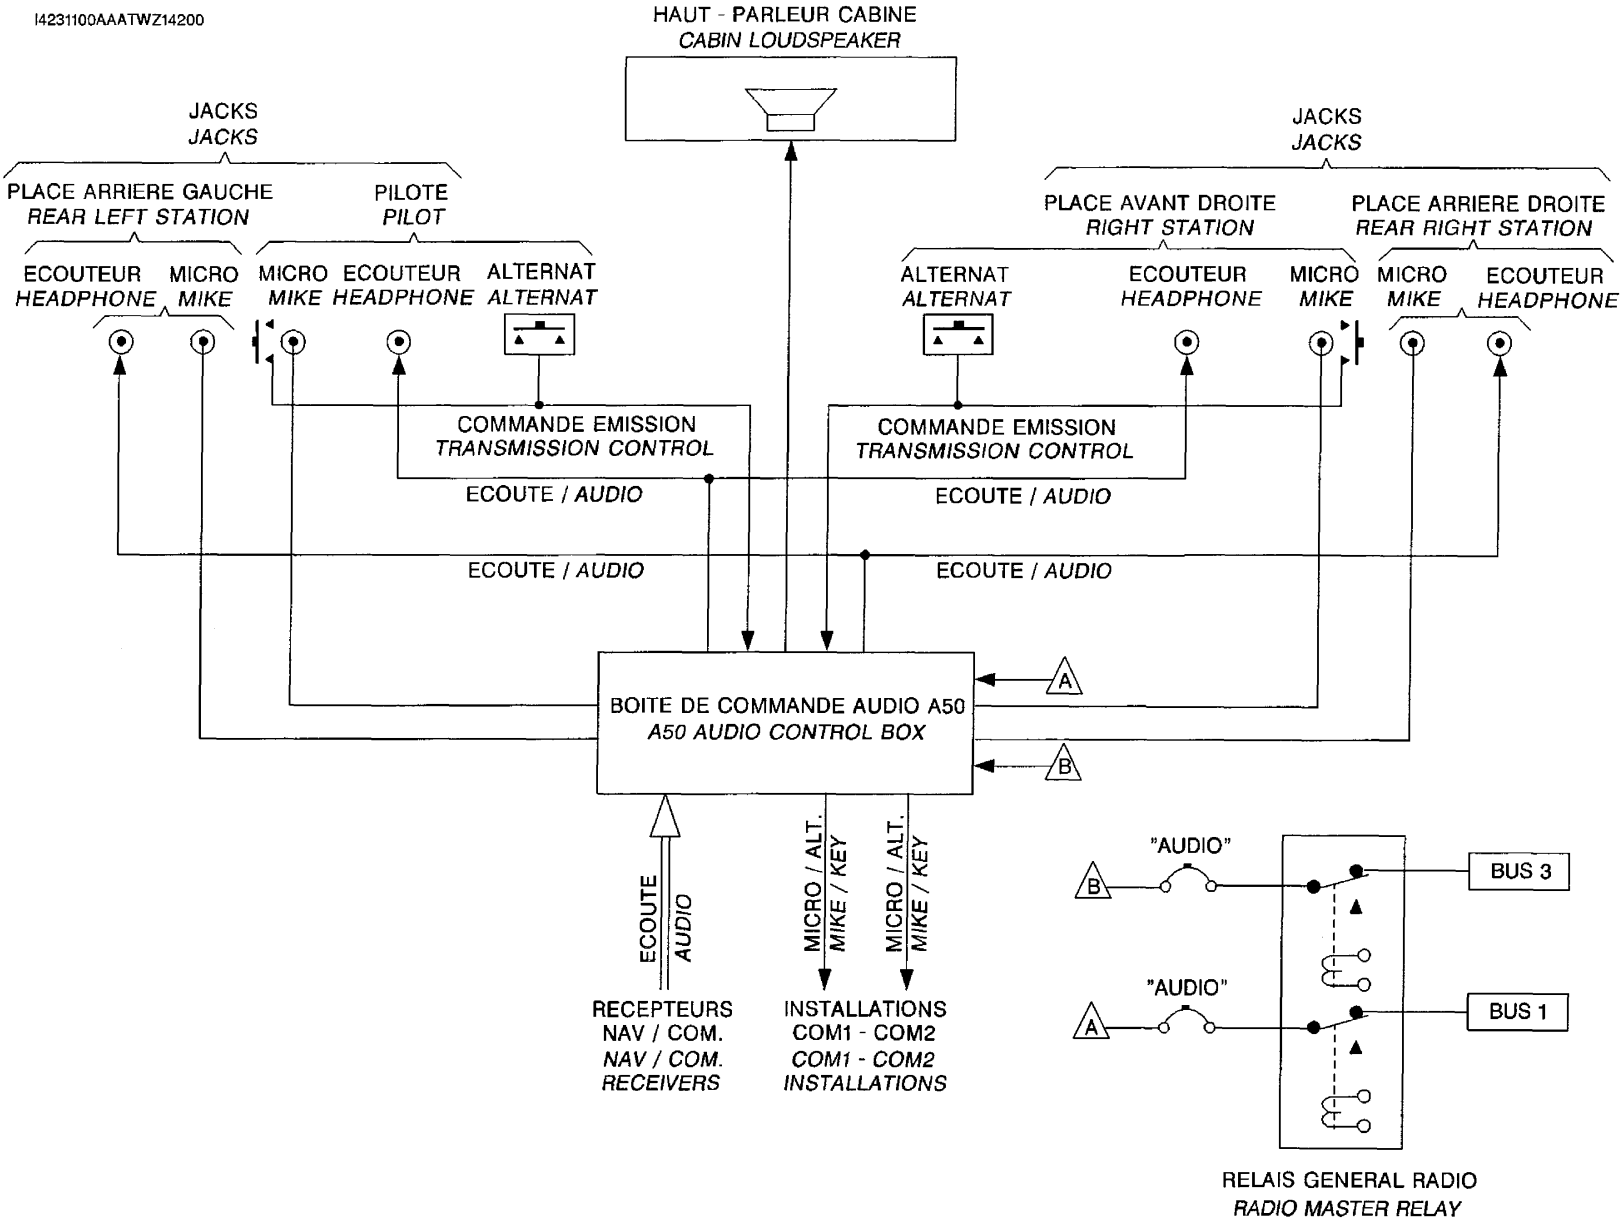 I4231100AAATWZ14200
HAUT - PARLEUR CABINE
CABIN LOUDSPEAKER
JACKS
JACKS
PLACE ARRIERE GAUCHE
REAR LEFT STATION
PILOTE
PILOT
ECOUTEUR
HEADPHONE
MICRO
MIKE
MICRO
MIKE
ECOUTEUR
HEADPHONE
ALTERNAT
ALTERNAT
JACKS
JACKS
PLACE AVANT DROITE
RIGHT STATION
PLACE ARRIERE DROITE
REAR RIGHT STATION
ALTERNAT
ALTERNAT
ECOUTEUR
HEADPHONE
MICRO
MIKE
MICRO
MIKE
ECOUTEUR
HEADPHONE
COMMANDE EMISSION
TRANSMISSION CONTROL
COMMANDE EMISSION
TRANSMISSION CONTROL
ECOUTE / AUDIO
ECOUTE / AUDIO
ECOUTE / AUDIO
ECOUTE / AUDIO
BOITE DE COMMANDE AUDIO A50
A50 AUDIO CONTROL BOX
A
B
ECOUTE
AUDIO
MICRO / ALT.
MIKE / KEY
MICRO / ALT.
MIKE / KEY
RECEPTEURS
NAV / COM.
NAV / COM.
RECEIVERS
INSTALLATIONS
COM1 - COM2
COM1 - COM2
INSTALLATIONS
"AUDIO"
B
BUS 3
"AUDIO"
A
BUS 1
RELAIS GENERAL RADIO
RADIO MASTER RELAY